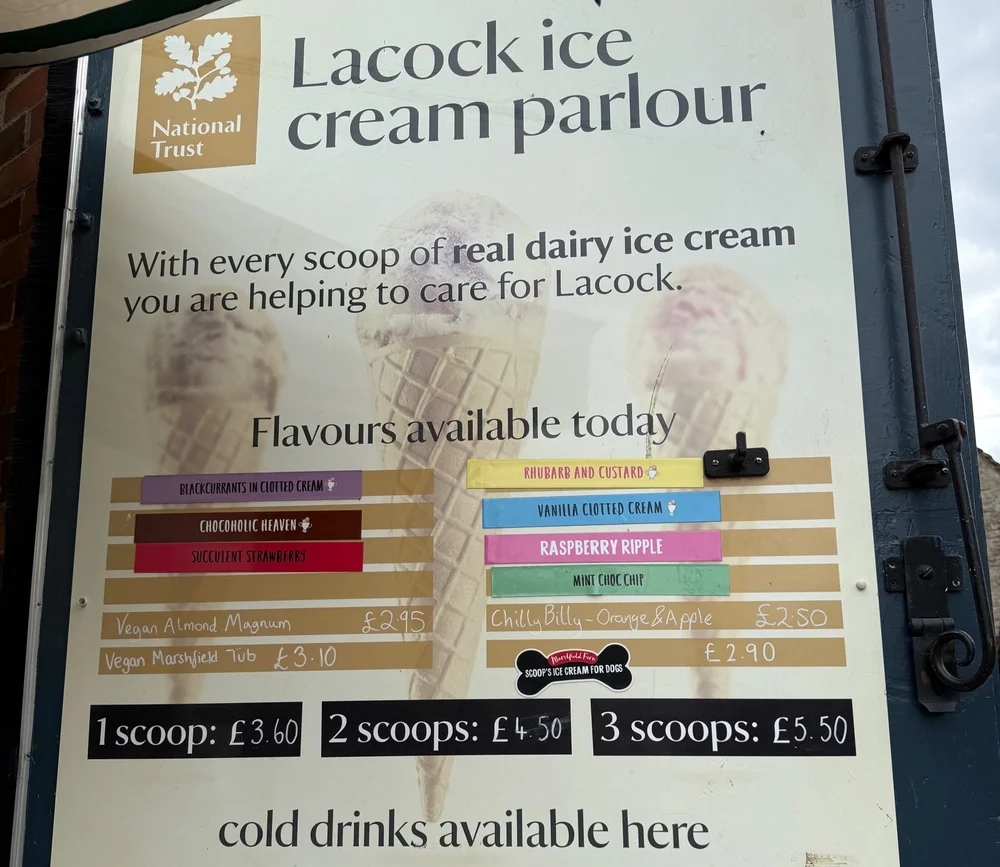 National
Trust
Lacock ice
cream parlour
With every scoop of real dairy ice cream
you are helping to care for Lacock.
Flavours available today
BLACKCURRANTS IN CLOTTED CREAM
CHOCOHOLIC HEAVEN
SUCCULENT STRAWBERRY
Vegan Almond Magnum £2.95
Vegan Marshfield Tub £3.10
RHUBARB AND CUSTARD
VANILLA CLOTTED CREAM
RASPBERRY RIPPLE
MINT CHOC CHIP
Chilly Billy - Orange & Apple £2.50
Marshfield Farm
SCOOP'S ICE CREAM FOR DOGS
£2.90
1 scoop: £3.60
2 scoops: £4.50
3 scoops: £5.50
cold drinks available here